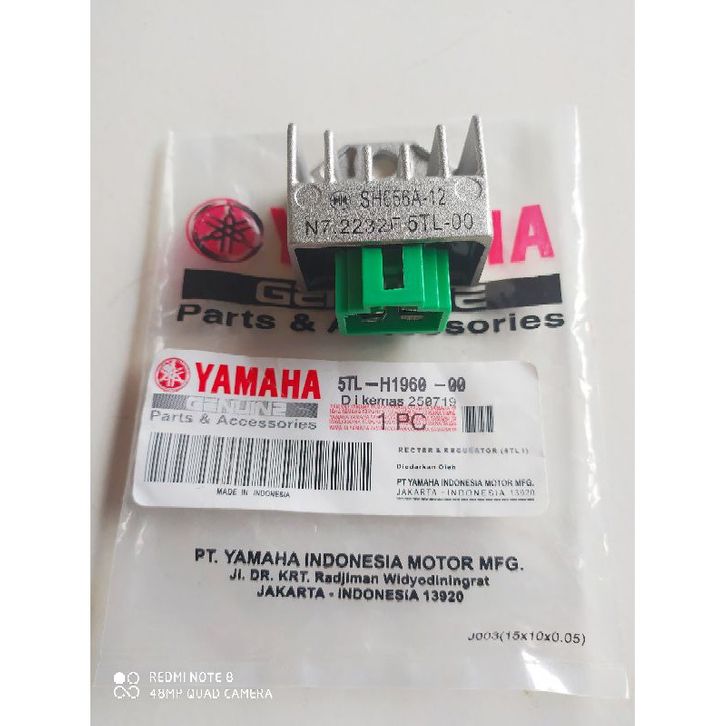 SH656A-12
N7.2232F 5TL-00
YAMAHA
GENUINE
Parts & Accessories
YAMAHA
GENUINE
Parts & Accessories
5TL-H1960-00
Dikemas 250719
1 PC
Diedarkan Oleh
PT YAMAHA INDONESIA MOTOR MFG.
JAKARTA - INDONESIA 13920
MADE IN INDONESIA
PT. YAMAHA INDONESIA MOTOR MFG.
Jl. DR. KRT. Radjiman Widyodiningrat
JAKARTA - INDONESIA 13920
J003(15x10x0.05)
REDMI NOTE 8
48MP QUAD CAMERA